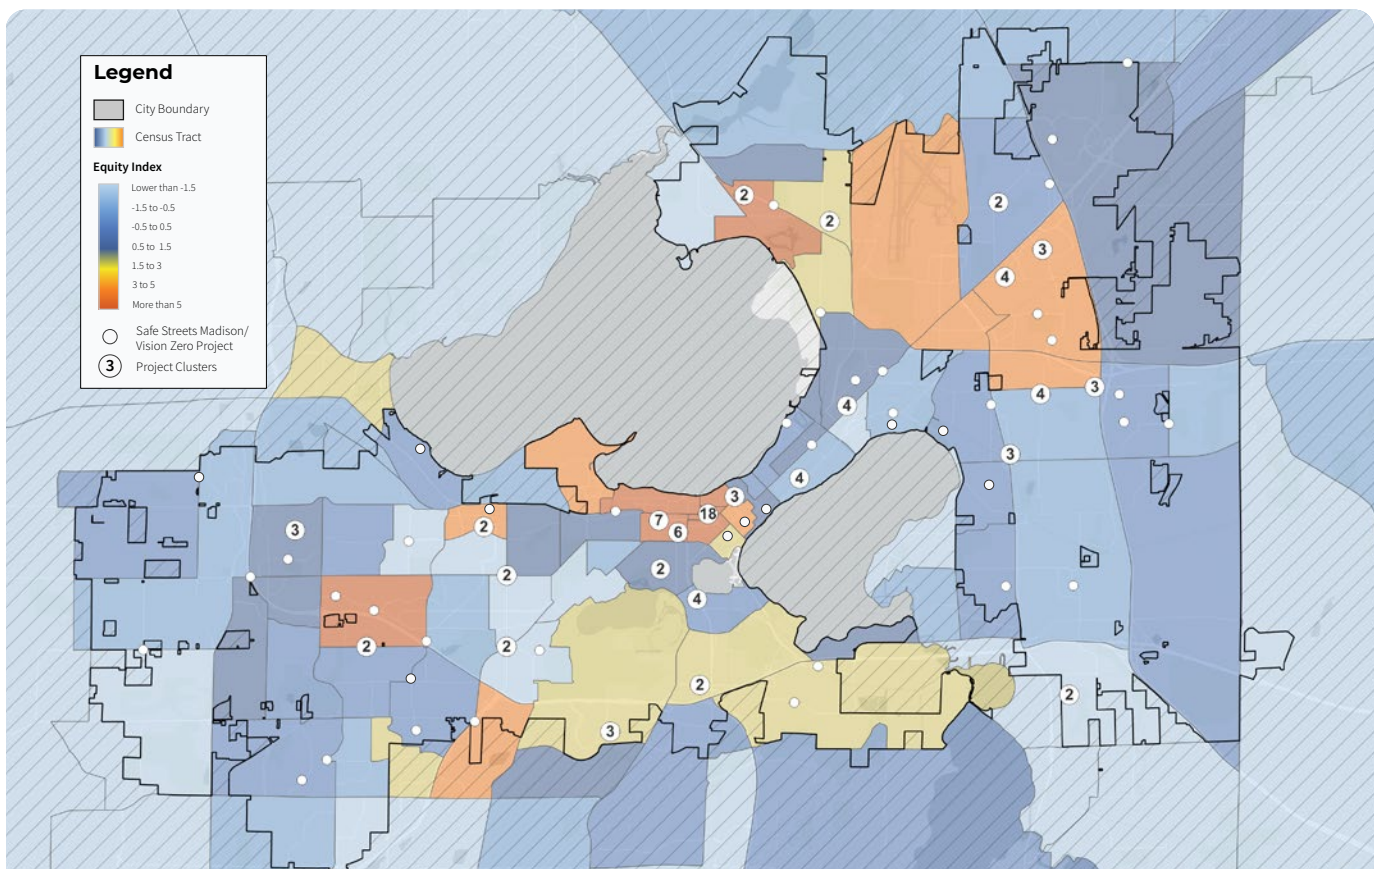 Legend
City Boundary
Census Tract
Equity Index
Lower than -1.5
-1.5 to -0.5
-0.5 to 0.5
0.5 to 1.5
1.5 to 3
3 to 5
More than 5
Safe Streets Madison/
Vision Zero Project
3 Project Clusters
2
2
2
3
4
4
3
4
3
4
3
18
7
6
2
3
2
2
4
2
2
2
2
3